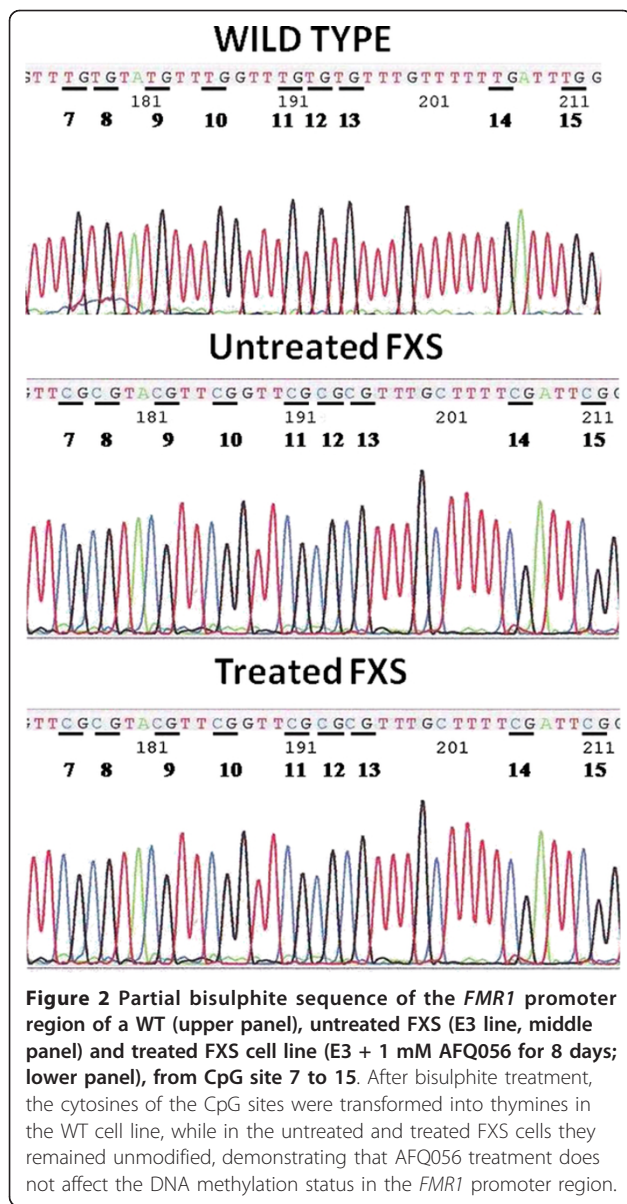 WILD TYPE
GTTTGTGTATGTTTGGTTTGTGTGTTTGTTTTTTGATTTGG
181 191 201 211
7 8 9 10 11 12 13 14 15
Untreated FXS
GTTCGCGTACGTTCGGTTCGCGCGTTTGCTTTTCGATTCGG
181 191 201 211
7 8 9 10 11 12 13 14 15
Treated FXS
GTTCGCGTACGTTCGGTTCGCGCGTTTGCTTTTCGATTCGG
181 191 201 211
7 8 9 10 11 12 13 14 15
Figure 2 Partial bisulphite sequence of the FMR1 promoter
region of a WT (upper panel), untreated FXS (E3 line, middle
panel) and treated FXS cell line (E3 + 1 mM AFQ056 for 8 days;
lower panel), from CpG site 7 to 15. After bisulphite treatment,
the cytosines of the CpG sites were transformed into thymines in
the WT cell line, while in the untreated and treated FXS cells they
remained unmodified, demonstrating that AFQ056 treatment does
not affect the DNA methylation status in the FMR1 promoter region.